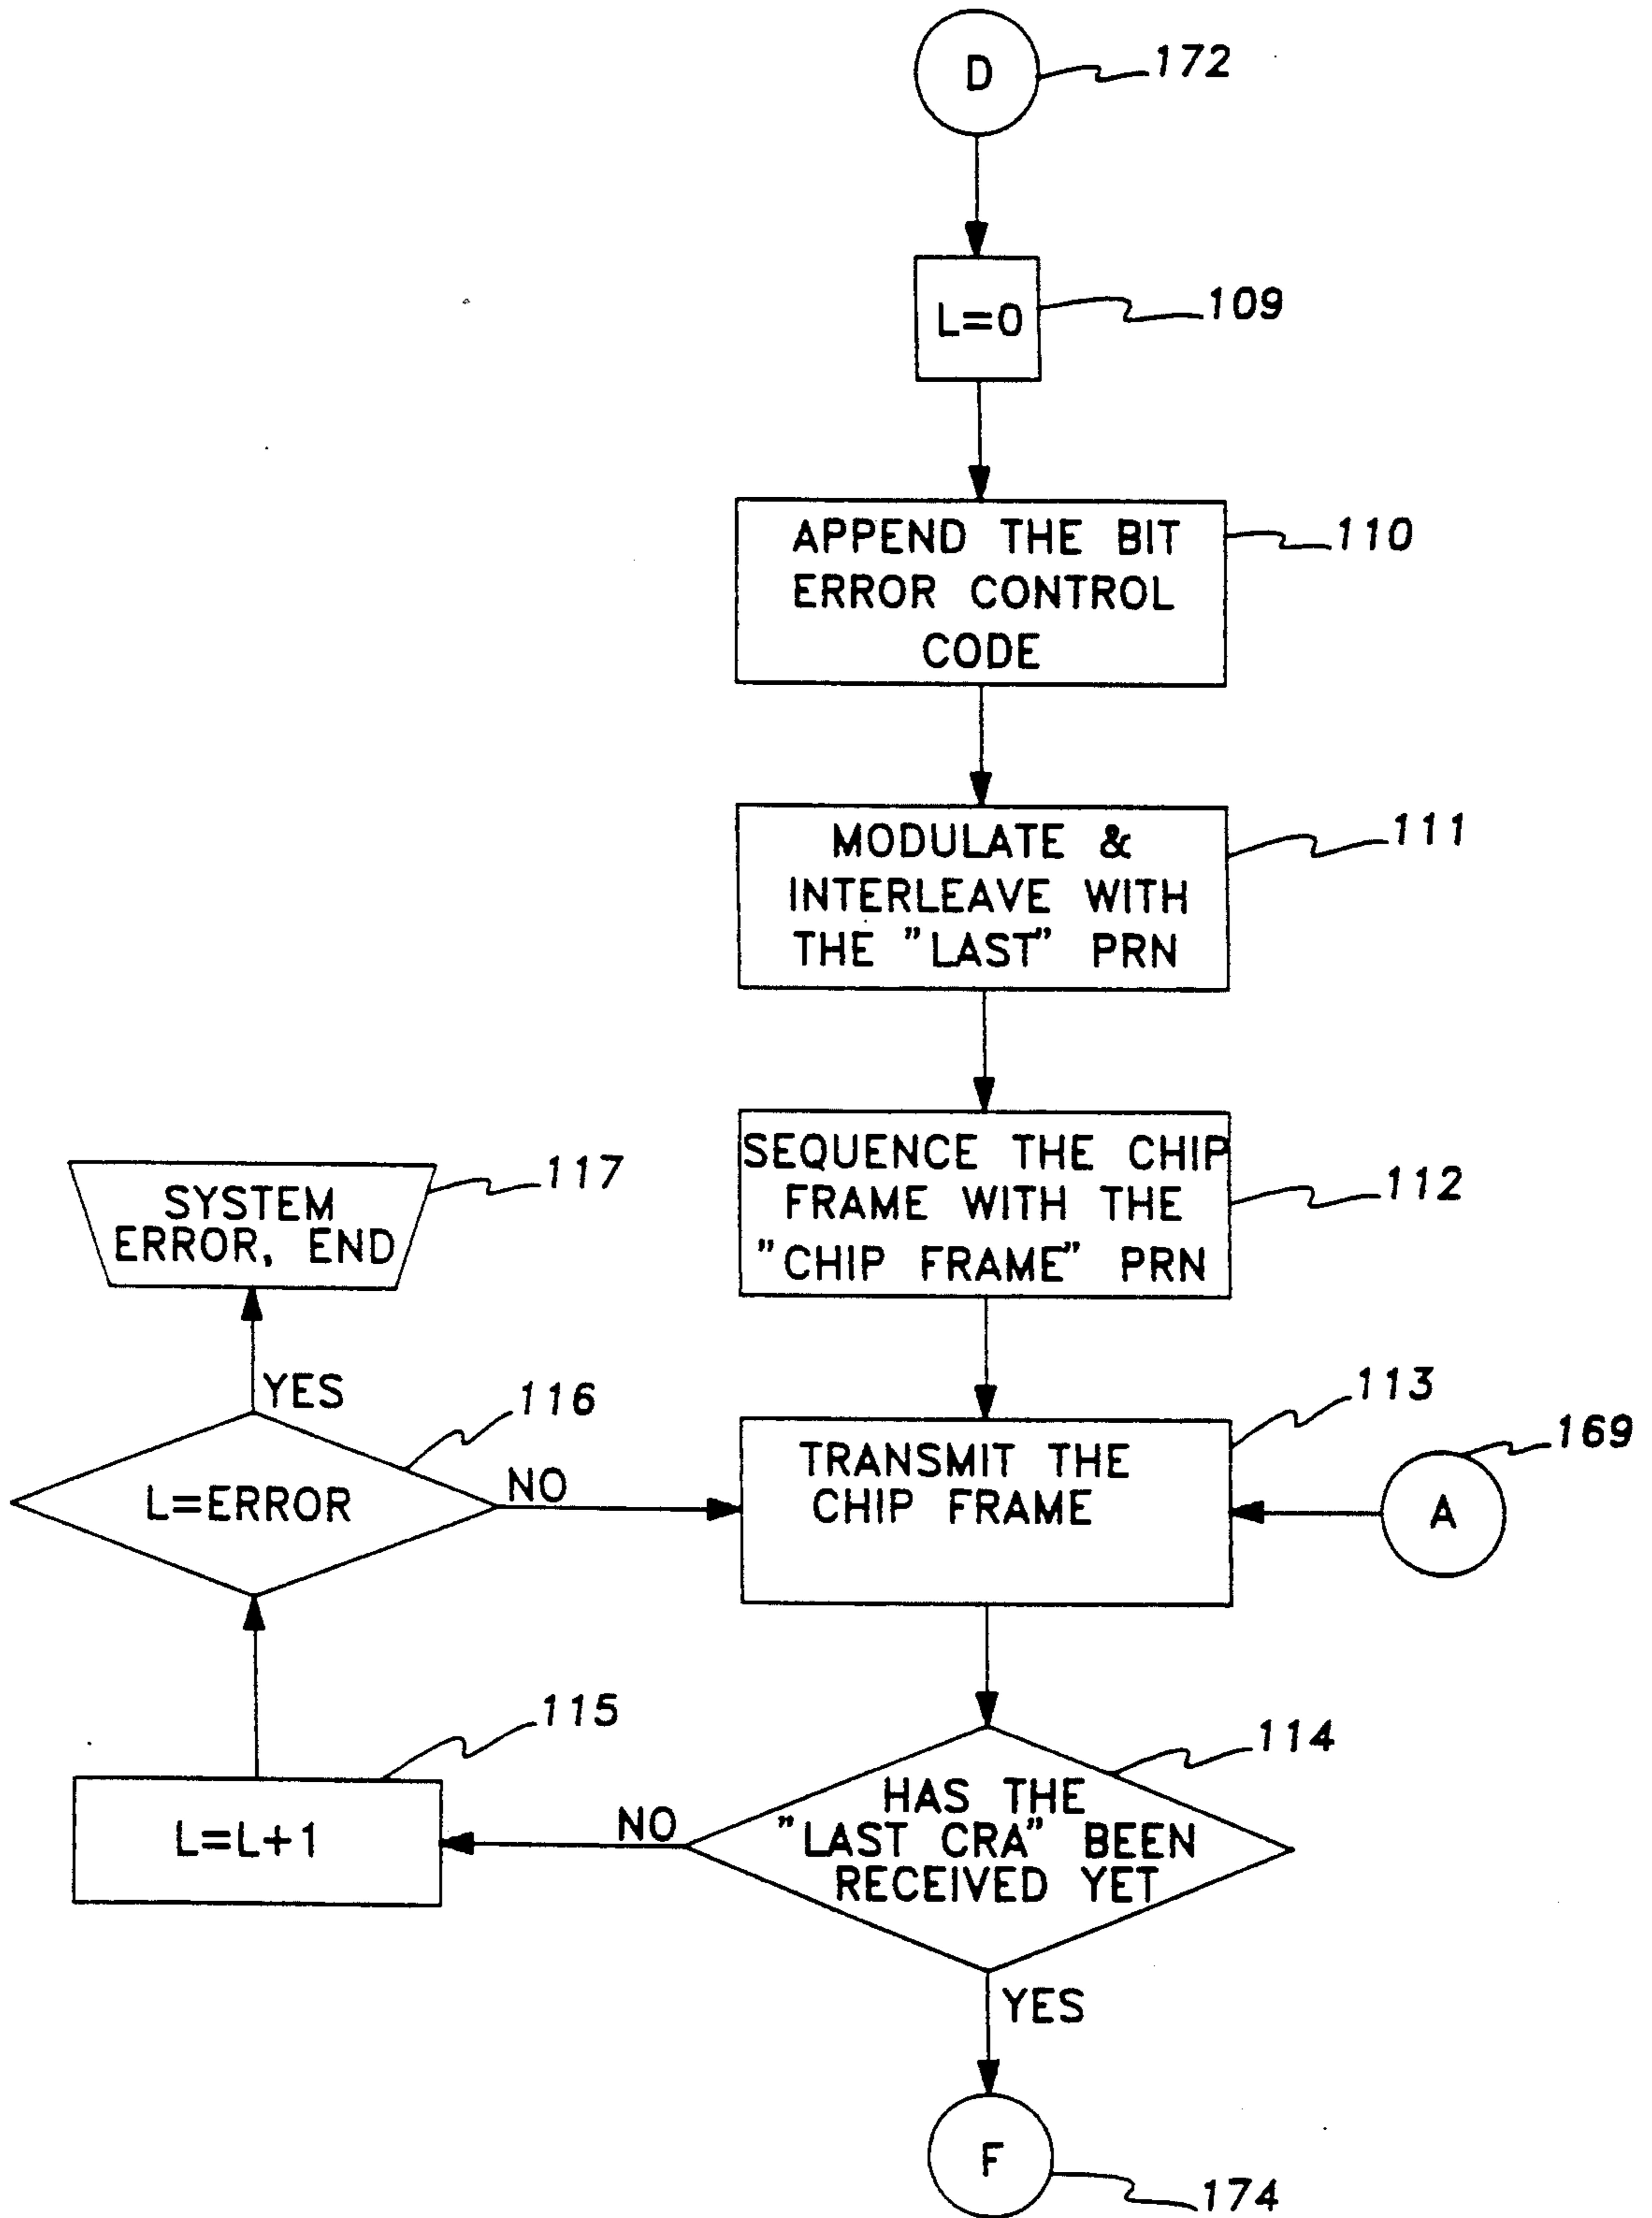 D
172
L=0
109
APPEND THE BIT
ERROR CONTROL
CODE
110
MODULATE &
INTERLEAVE WITH
THE "LAST" PRN
111
SEQUENCE THE CHIP
FRAME WITH THE
"CHIP FRAME" PRN
112
SYSTEM
ERROR, END
117
YES
116
L=ERROR
NO
TRANSMIT THE
CHIP FRAME
113
A
169
L=L+1
115
NO
HAS THE
"LAST CRA" BEEN
RECEIVED YET
114
YES
F
174